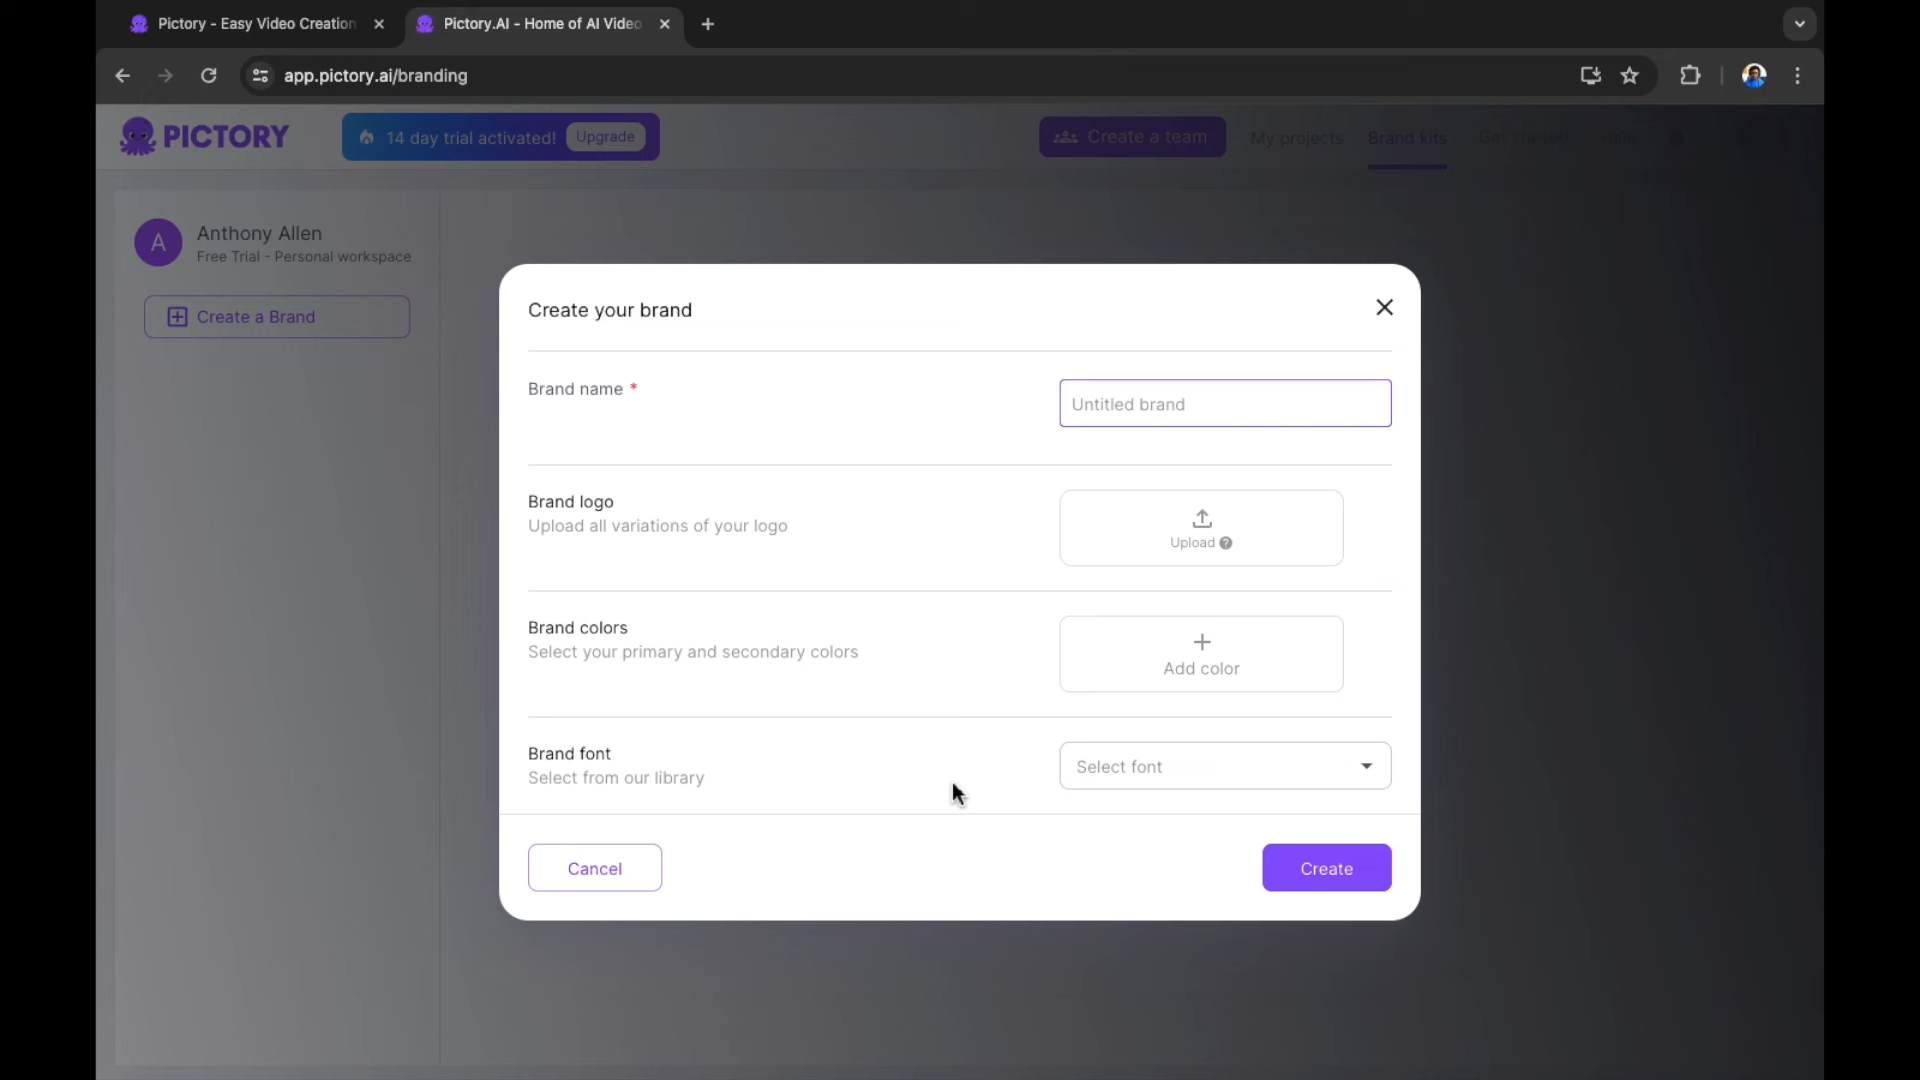 Pictory - Easy Video Creation
Pictory.AI - Home of AI Video
app.pictory.ai/branding
PICTORY
14 day trial activated!
Upgrade
Create a team
My projects
Brand kits
Get started
A
Anthony Allen
Free Trial - Personal workspace
Create a Brand
Create your brand
Brand name *
Untitled brand
Brand logo
Upload all variations of your logo
Upload
Brand colors
Select your primary and secondary colors
Add color
Brand font
Select from our library
Select font
Cancel
Create